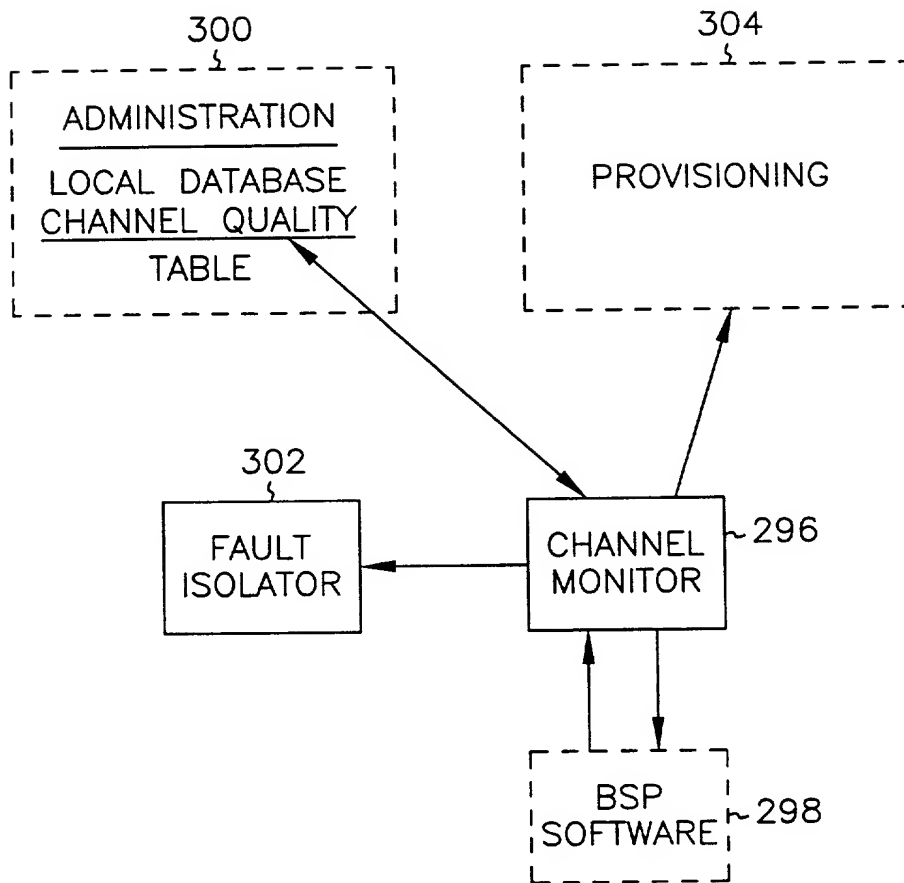 300
ADMINISTRATION
LOCAL DATABASE
CHANNEL QUALITY
TABLE
304
PROVISIONING
302
FAULT
ISOLATOR
CHANNEL
MONITOR
296
BSP
SOFTWARE
298